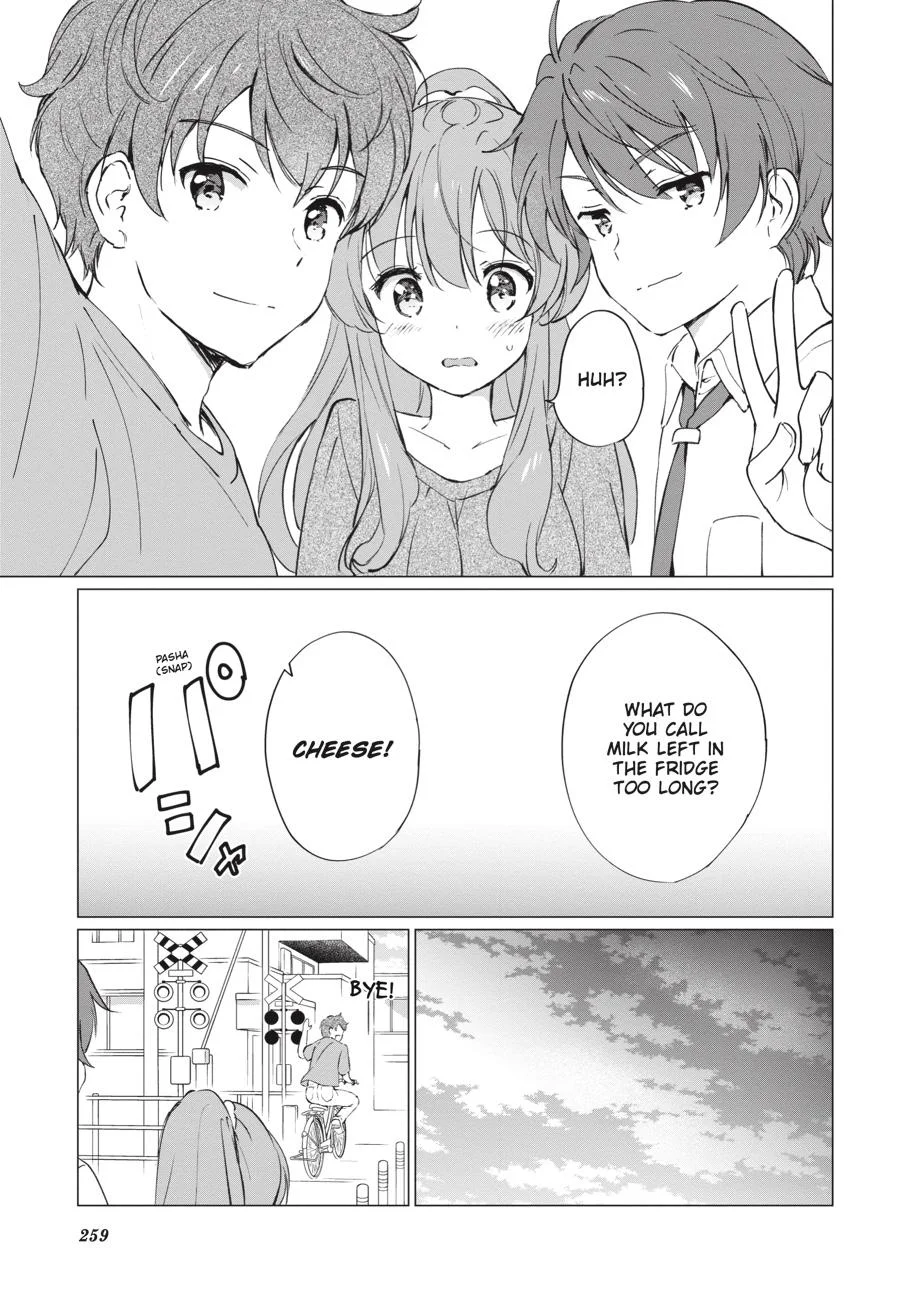 HUH?
WHAT DO
YOU CALL
MILK LEFT IN
THE FRIDGE
TOO LONG?
CHEESE!
PASHA
(SNAP)
パシャ
BYE!
259